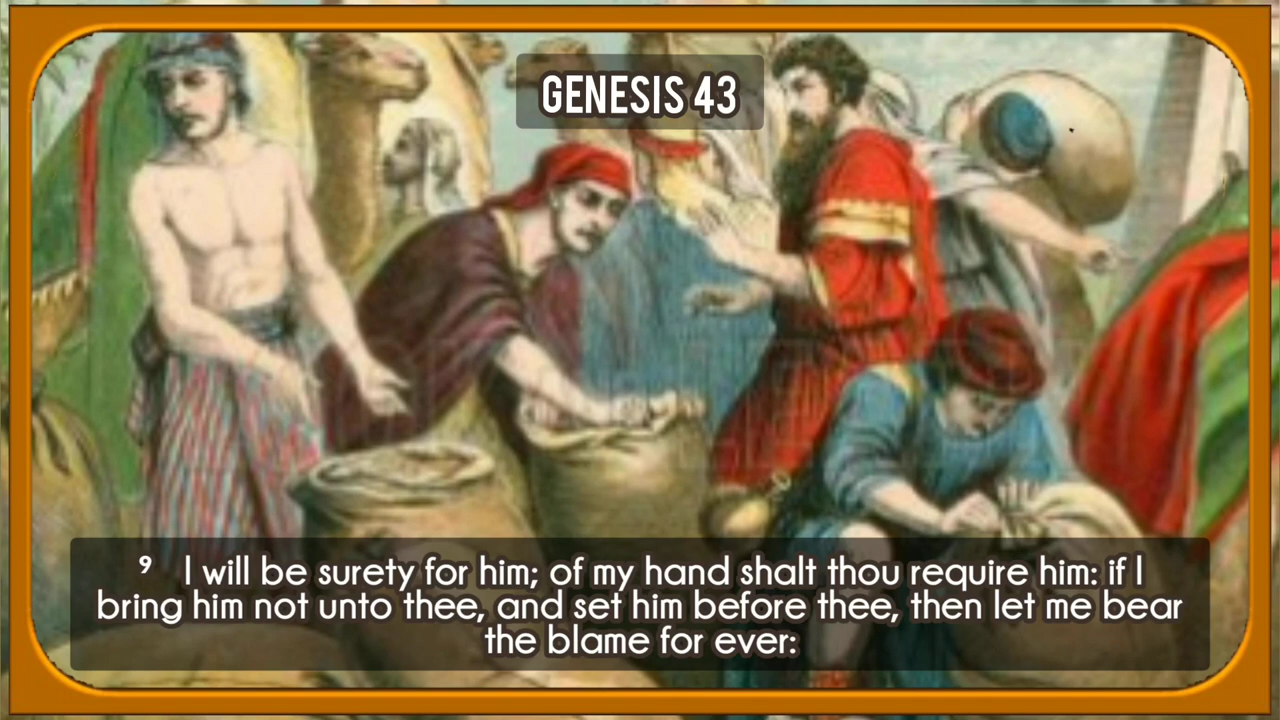 GENESIS 43
⁹ I will be surety for him; of my hand shalt thou require him: if I
bring him not unto thee, and set him before thee, then let me bear
the blame for ever: